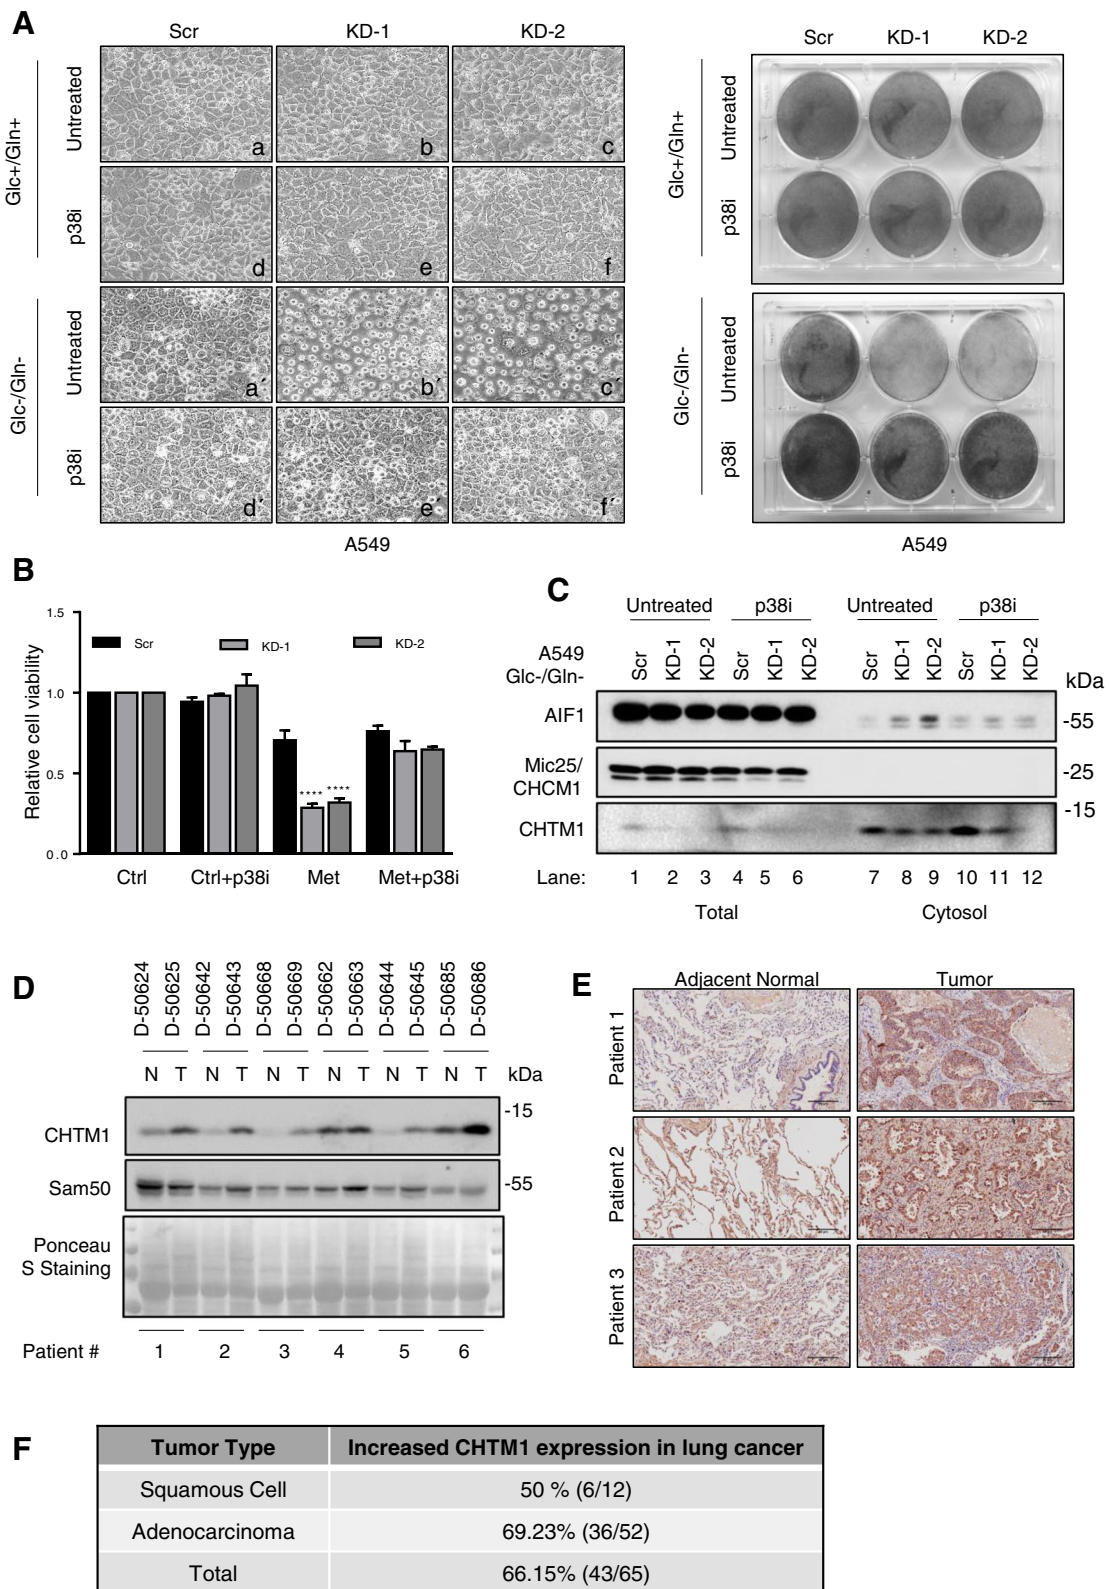 A
Scr KD-1 KD-2
Scr KD-1 KD-2
Glc+/Gln+
Untreated
a b c
p38i
d e f
Glc-/Gln-
Untreated
a´ b´ c´
p38i
d´ e´ f´
A549
Glc+/Gln+
Untreated
p38i
Glc-/Gln-
Untreated
p38i
A549
B
Relative cell viability
1.5
1.0
0.5
0.0
Scr KD-1 KD-2
**** ****
Ctrl Ctrl+p38i Met Met+p38i
C
Untreated p38i Untreated p38i
A549
Glc-/Gln-
Scr KD-1 KD-2 Scr KD-1 KD-2 Scr KD-1 KD-2 Scr KD-1 KD-2
kDa
AIF1 -55
Mic25/
CHCM1 -25
-15
CHTM1
Lane: 1 2 3 4 5 6 7 8 9 10 11 12
Total Cytosol
D
D-50624 D-50625 D-50642 D-50643 D-50668 D-50669 D-50662 D-50663 D-50644 D-50645 D-50685 D-50686
N T N T N T N T N T N T kDa
-15
CHTM1
Sam50 -55
Ponceau
S Staining
Patient # 1 2 3 4 5 6
E
Adjacent Normal Tumor
Patient 1
Patient 2
Patient 3
F
Tumor Type Increased CHTM1 expression in lung cancer
Squamous Cell 50 % (6/12)
Adenocarcinoma 69.23% (36/52)
Total 66.15% (43/65)